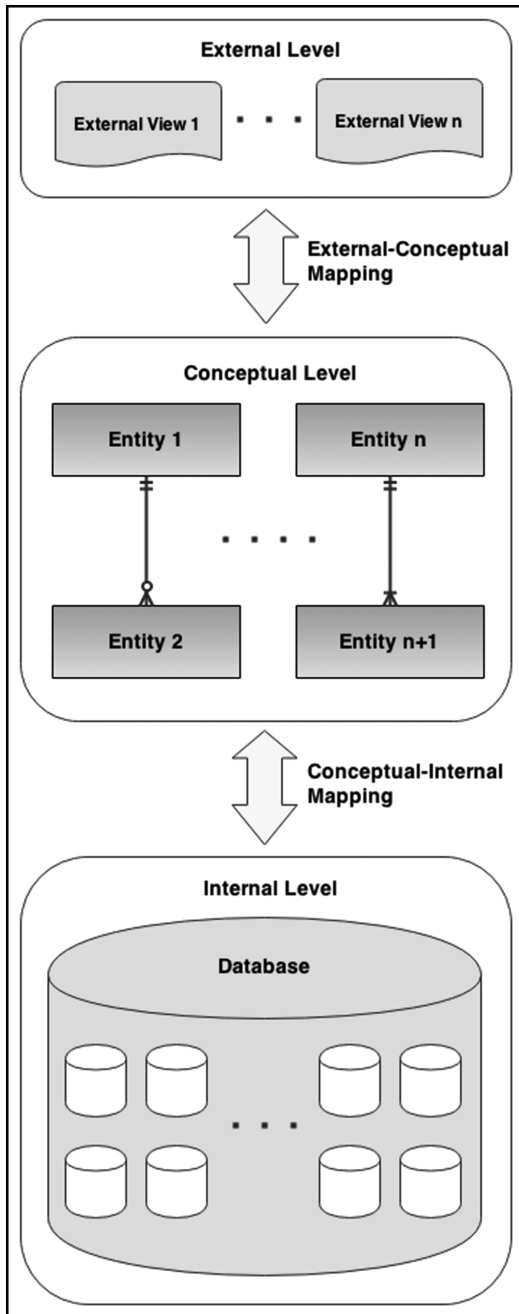 External Level
External View 1
External View n
External-Conceptual
Mapping
Conceptual Level
Entity 1
Entity n
Entity 2
Entity n+1
Conceptual-Internal
Mapping
Internal Level
Database